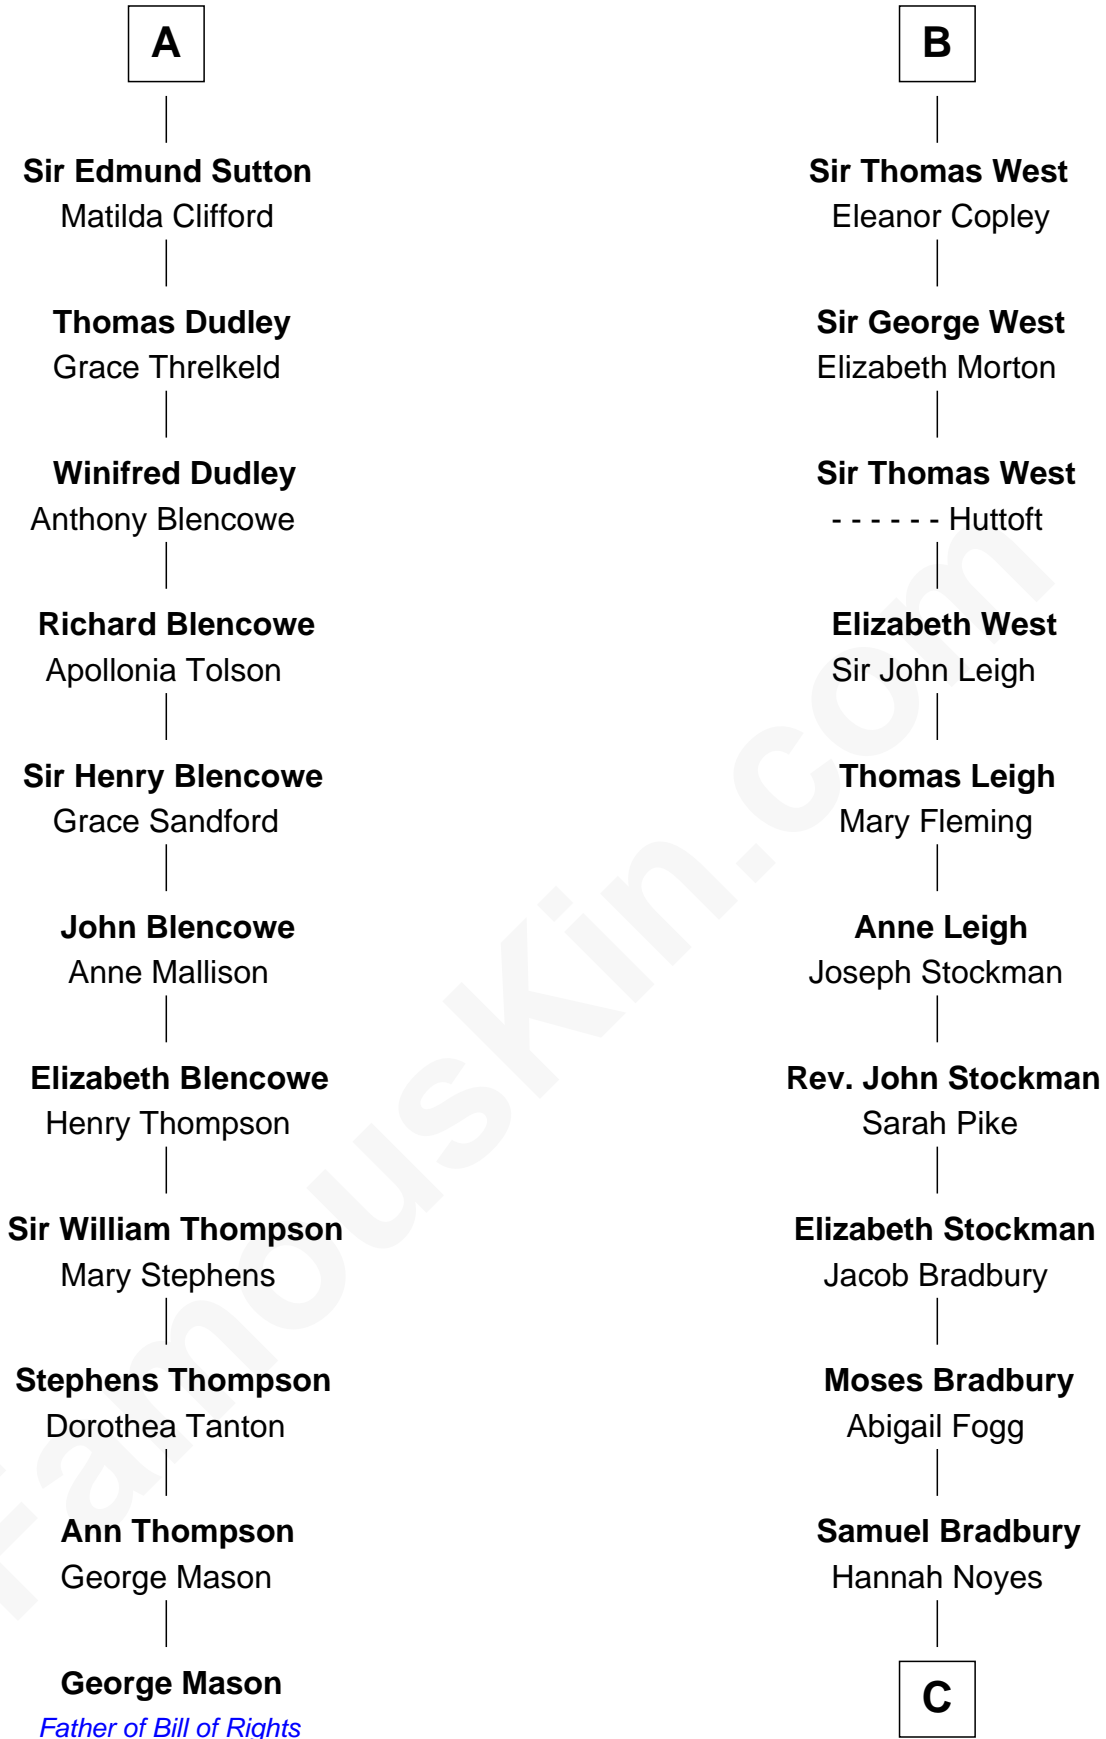 A
Sir Edmund Sutton
Matilda Clifford
Thomas Dudley
Grace Threlkeld
Winifred Dudley
Anthony Blencowe
Richard Blencowe
Apollonia Tolson
Sir Henry Blencowe
Grace Sandford
John Blencowe
Anne Mallison
Elizabeth Blencowe
Henry Thompson
Sir William Thompson
Mary Stephens
Stephens Thompson
Dorothea Tanton
Ann Thompson
George Mason
George Mason
Father of Bill of Rights
B
Sir Thomas West
Eleanor Copley
Sir George West
Elizabeth Morton
Sir Thomas West
- - - - - - Huttoft
Elizabeth West
Sir John Leigh
Thomas Leigh
Mary Fleming
Anne Leigh
Joseph Stockman
Rev. John Stockman
Sarah Pike
Elizabeth Stockman
Jacob Bradbury
Moses Bradbury
Abigail Fogg
Samuel Bradbury
Hannah Noyes
C
FamousKin.com